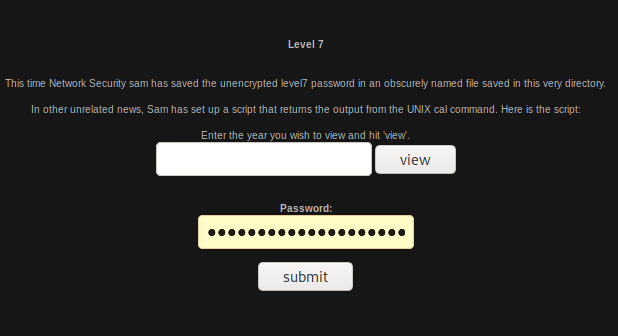 Level 7
This time Network Security sam has saved the unencrypted level7 password in an obscurely named file saved in this very directory.
In other unrelated news, Sam has set up a script that returns the output from the UNIX cal command. Here is the script:
Enter the year you wish to view and hit 'view'.
view
Password:
submit